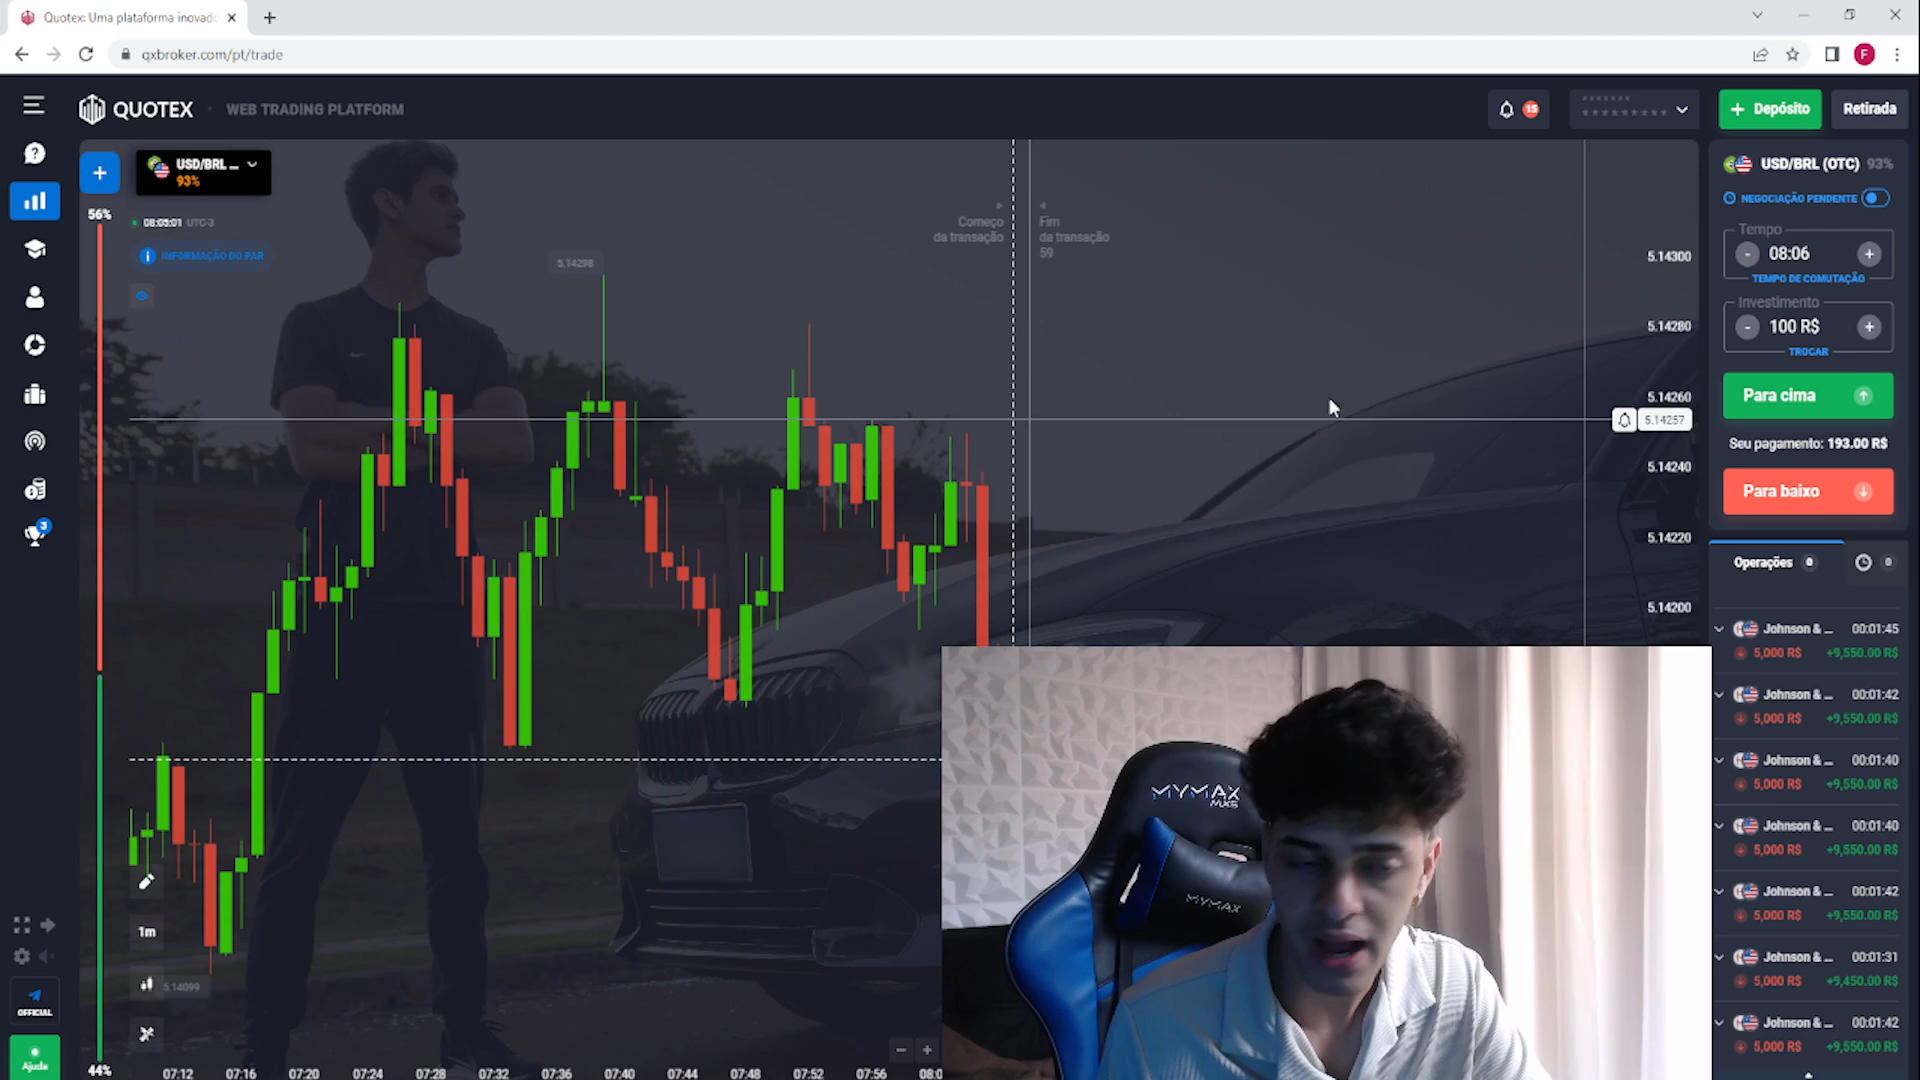 Quotex: Uma plataforma inovado
qxbroker.com/pt/trade
F
QUOTEX
WEB TRADING PLATFORM
15
******* 
*********
Depósito
Retirada
USD/BRL ...
93%
56%
08:05:01 UTC-3
INFORMAÇÃO DO PAR
Começo
da transação
Fim
da transação
59
5.14298
5.14300
5.14280
5.14260
5.14257
5.14240
5.14220
5.14200
5.14099
USD/BRL (OTC) 93%
NEGOCIAÇÃO PENDENTE
Tempo
- 08:06 +
TEMPO DE COMUTAÇÃO
Investimento
- 100 R$ +
TROCAR
Para cima
Seu pagamento: 193.00 R$
Para baixo
Operações 0
0
Johnson & ... 00:01:45
5,000 R$ +9,550.00 R$
Johnson & ... 00:01:42
5,000 R$ +9,550.00 R$
Johnson & ... 00:01:40
5,000 R$ +9,550.00 R$
Johnson & ... 00:01:40
5,000 R$ +9,550.00 R$
Johnson & ... 00:01:42
5,000 R$ +9,550.00 R$
Johnson & ... 00:01:31
5,000 R$ +9,450.00 R$
Johnson & ... 00:01:42
5,000 R$ +9,550.00 R$
3
1m
OFFICIAL
Ajuda
44%
07:12 07:16 07:20 07:24 07:28 07:32 07:36 07:40 07:44 07:48 07:52 07:56
MYMAX
MX5
MYMAX